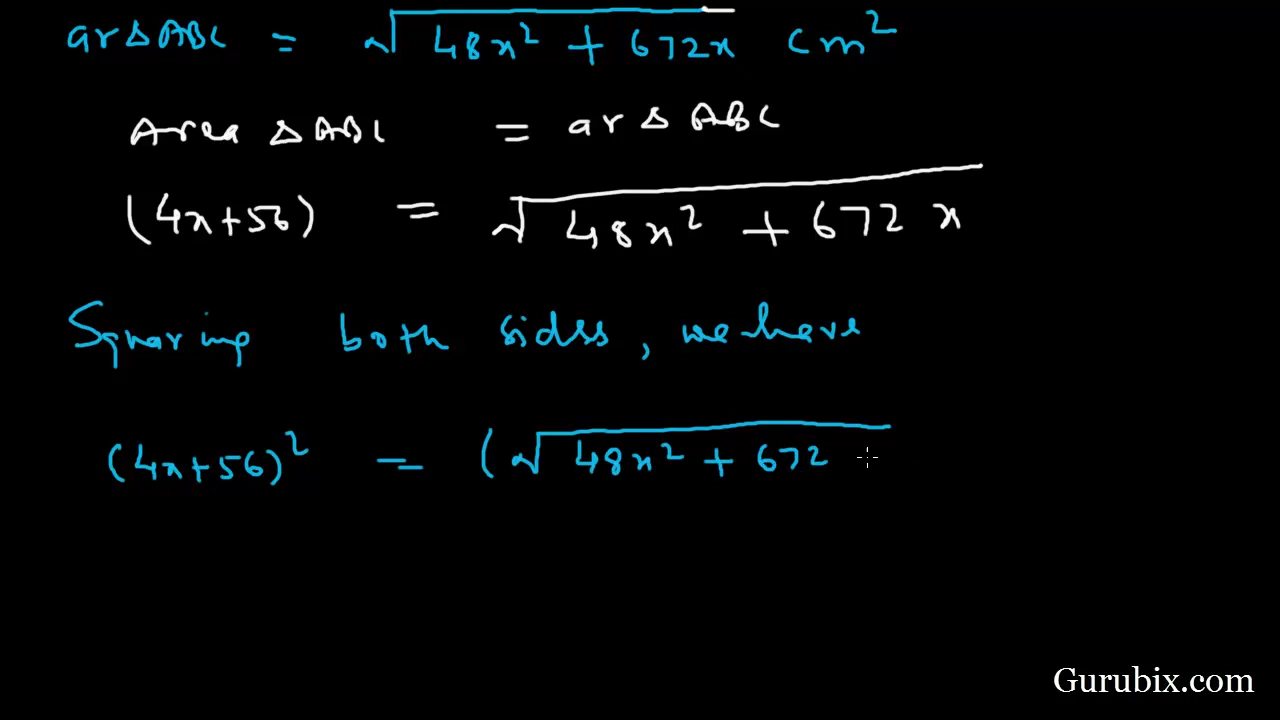 ar△ABC = √48x² + 672x cm²
Area △ABC = ar△ABC
(4x+56) = √48x² + 672x
Squaring both sides, we have
(4x+56)² = (√48x² + 672
Gurubix.com